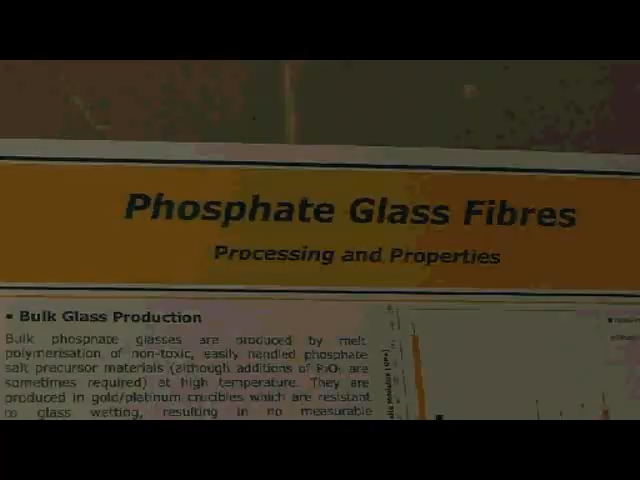 Phosphate Glass Fibres
Processing and Properties
• Bulk Glass Production
Bulk phosphate glasses are produced by melt
polymerisation of non-toxic, easily handled phosphate
salt precursor materials (although additions of P₂O₅ are
sometimes required) at high temperature. They are
produced in gold/platinum crucibles which are resistant
to glass wetting, resulting in no measurable